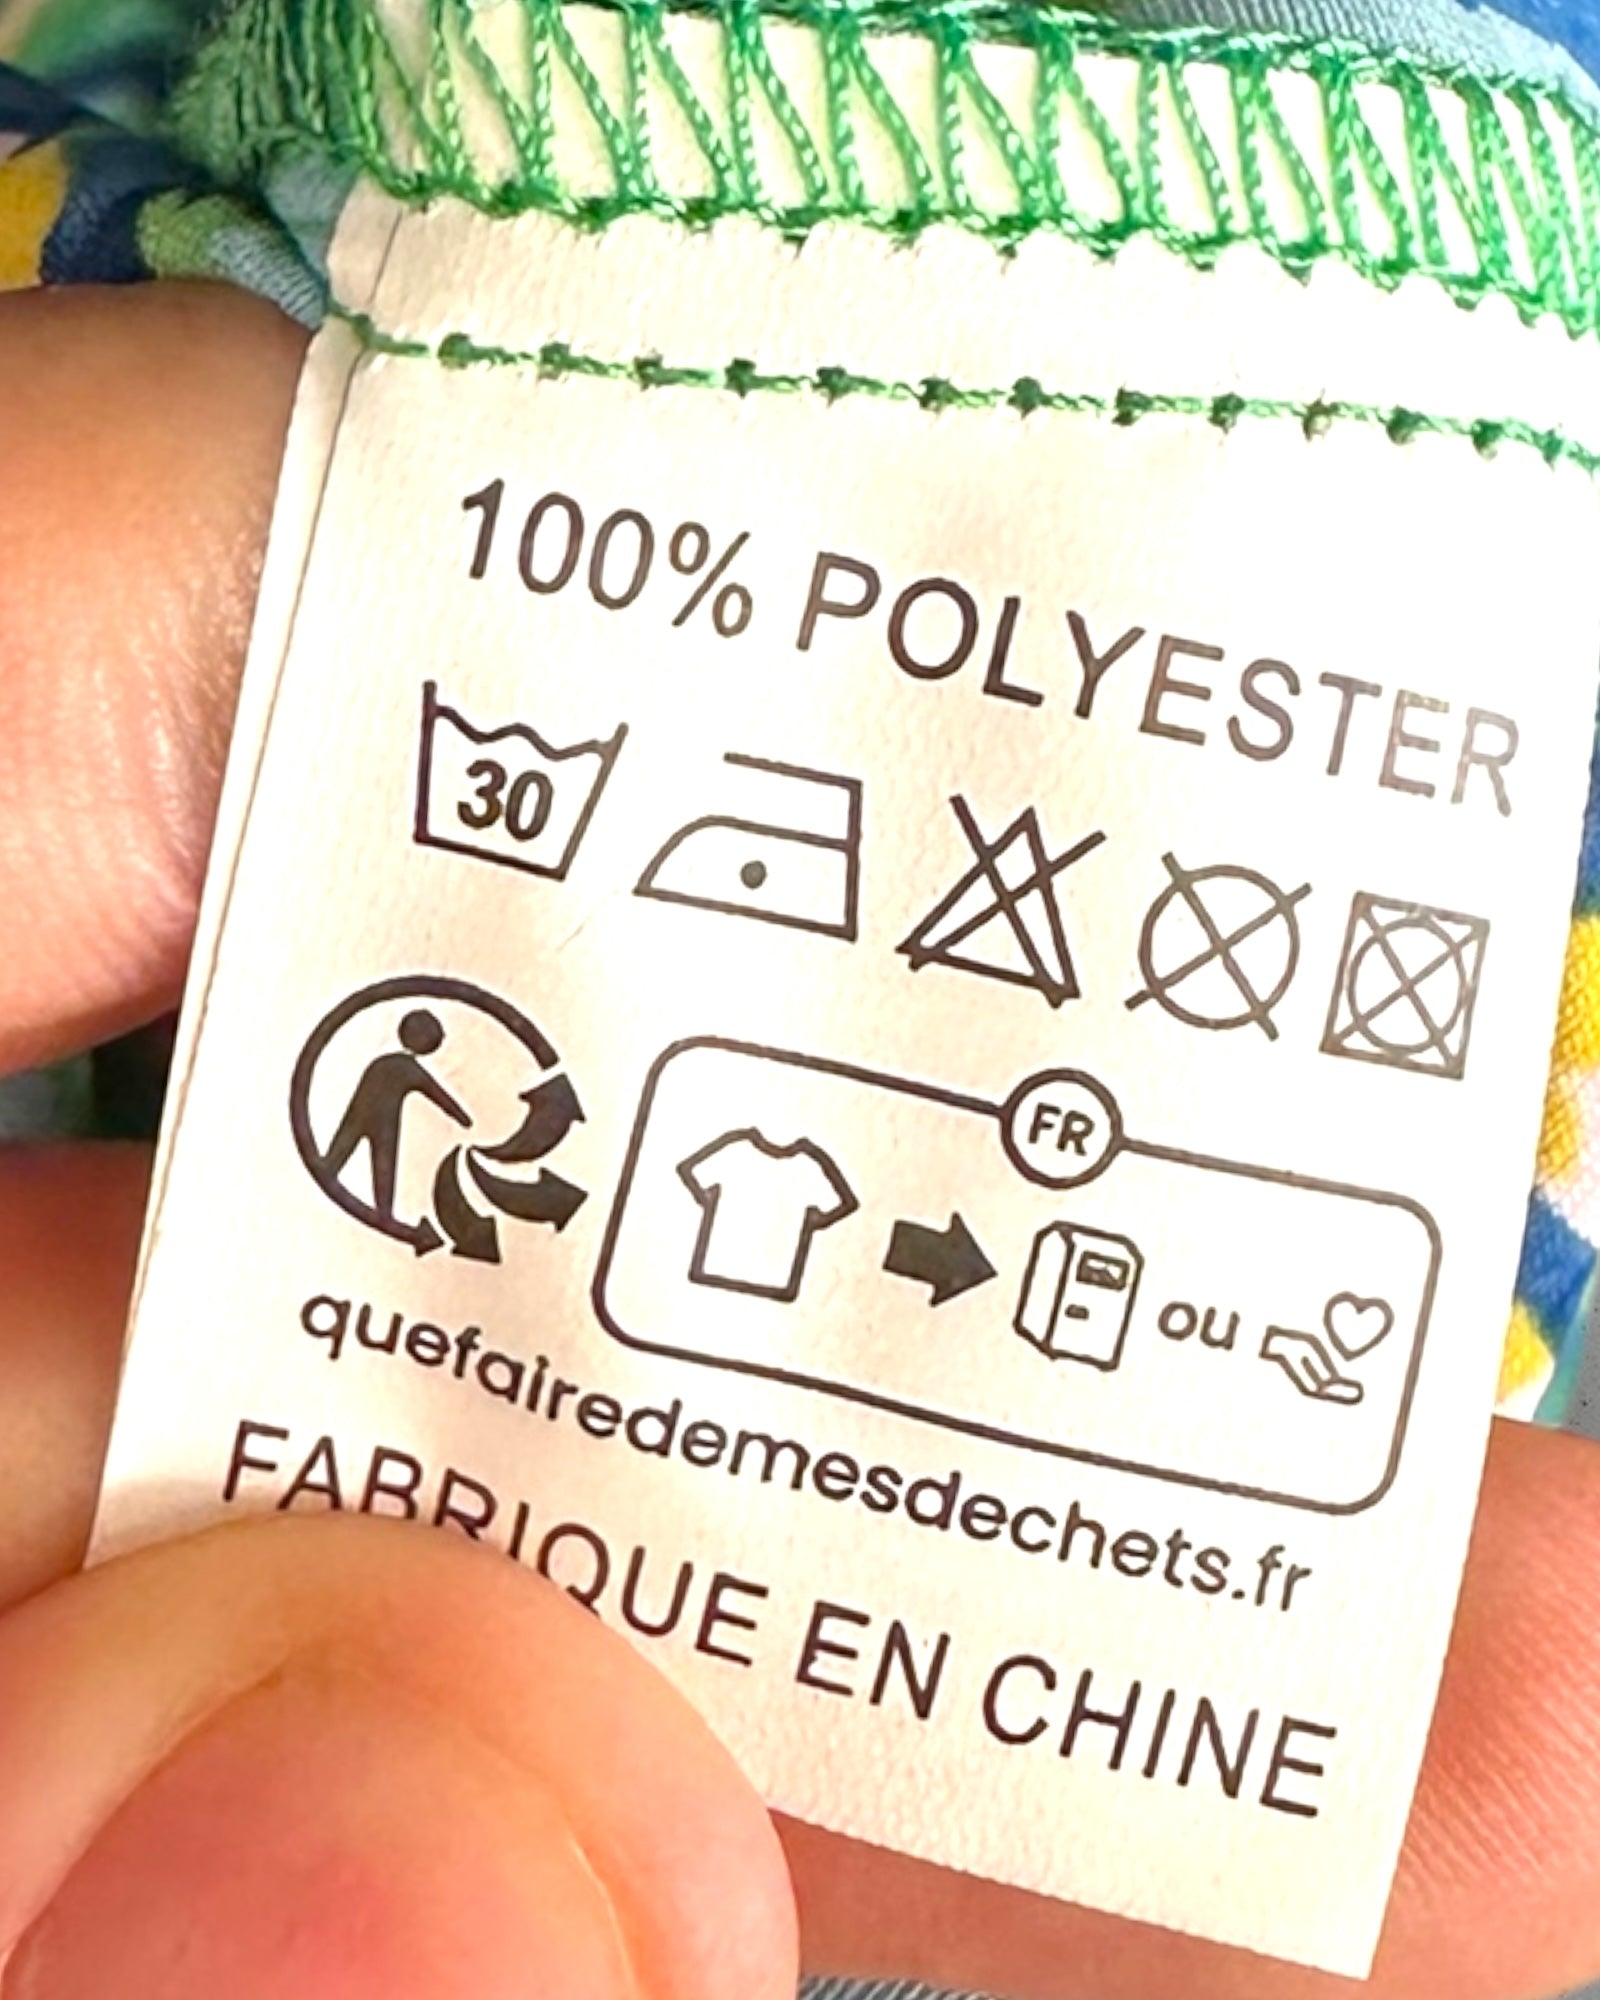 100% POLYESTER
30
FR
ou
quefairedemesdechets.fr
FABRIQUE EN CHINE